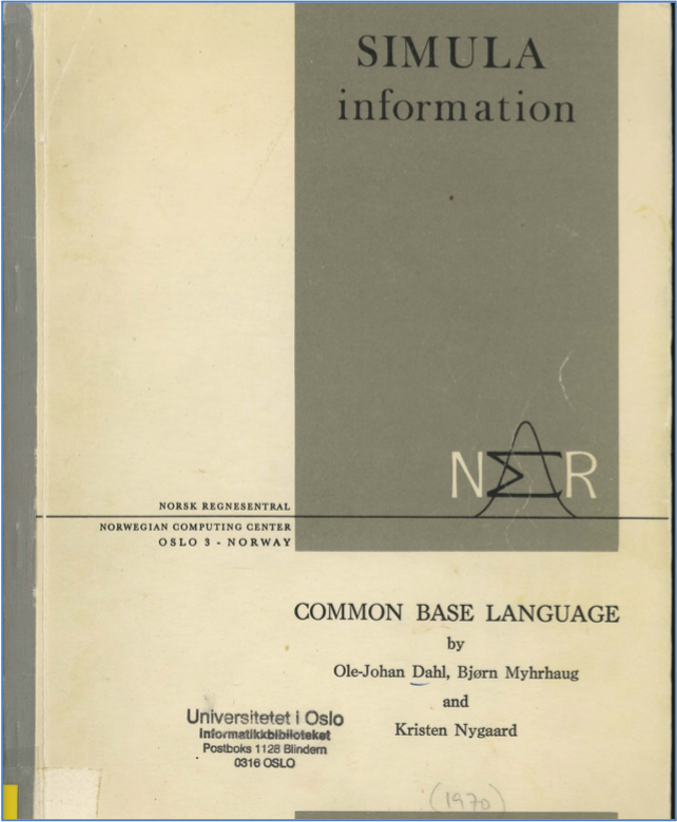 SIMULA
information
N R
NORSK REGNESENTRAL
NORWEGIAN COMPUTING CENTER
OSLO 3 - NORWAY
COMMON BASE LANGUAGE
by
Ole-Johan Dahl, Bjørn Myhrhaug
and
Kristen Nygaard
Universitetet i Oslo
Informatikkbiblioteket
Postboks 1128 Blindern
0316 OSLO
(1970)